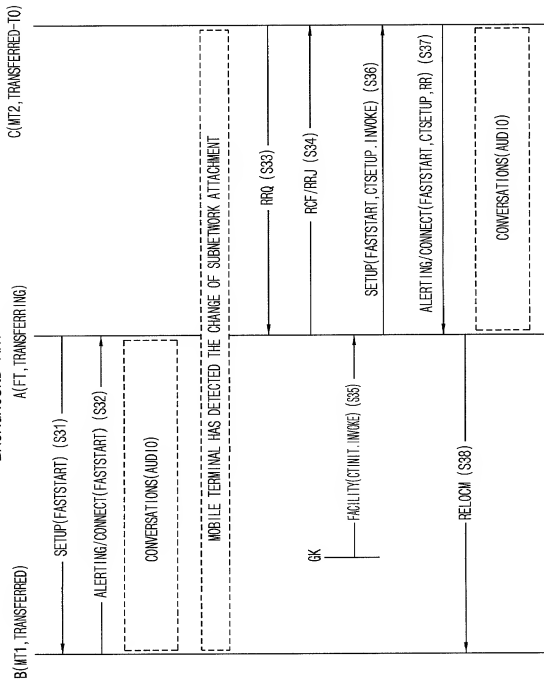 B(MT1,TRANSFERRED)
A(FT,TRANSFERRING)
C(MT2,TRANSFERRED-TO)
SETUP(FASTSTART) (S31)
ALERTING/CONNECT(FASTSTART) (S32)
CONVERSATIONS(AUDIO)
MOBILE TERMINAL HAS DETECTED THE CHANGE OF SUBNETWORK ATTACHMENT
RRQ (S33)
RCF/RRJ (S34)
GK
FACILITY(CTINIT.INVOKE) (S35)
SETUP(FASTSTART,CTSETUP.INVOKE) (S36)
ALERTING/CONNECT(FASTSTART,CTSETUP,RR) (S37)
RELOCM (S38)
CONVERSATIONS(AUDIO)